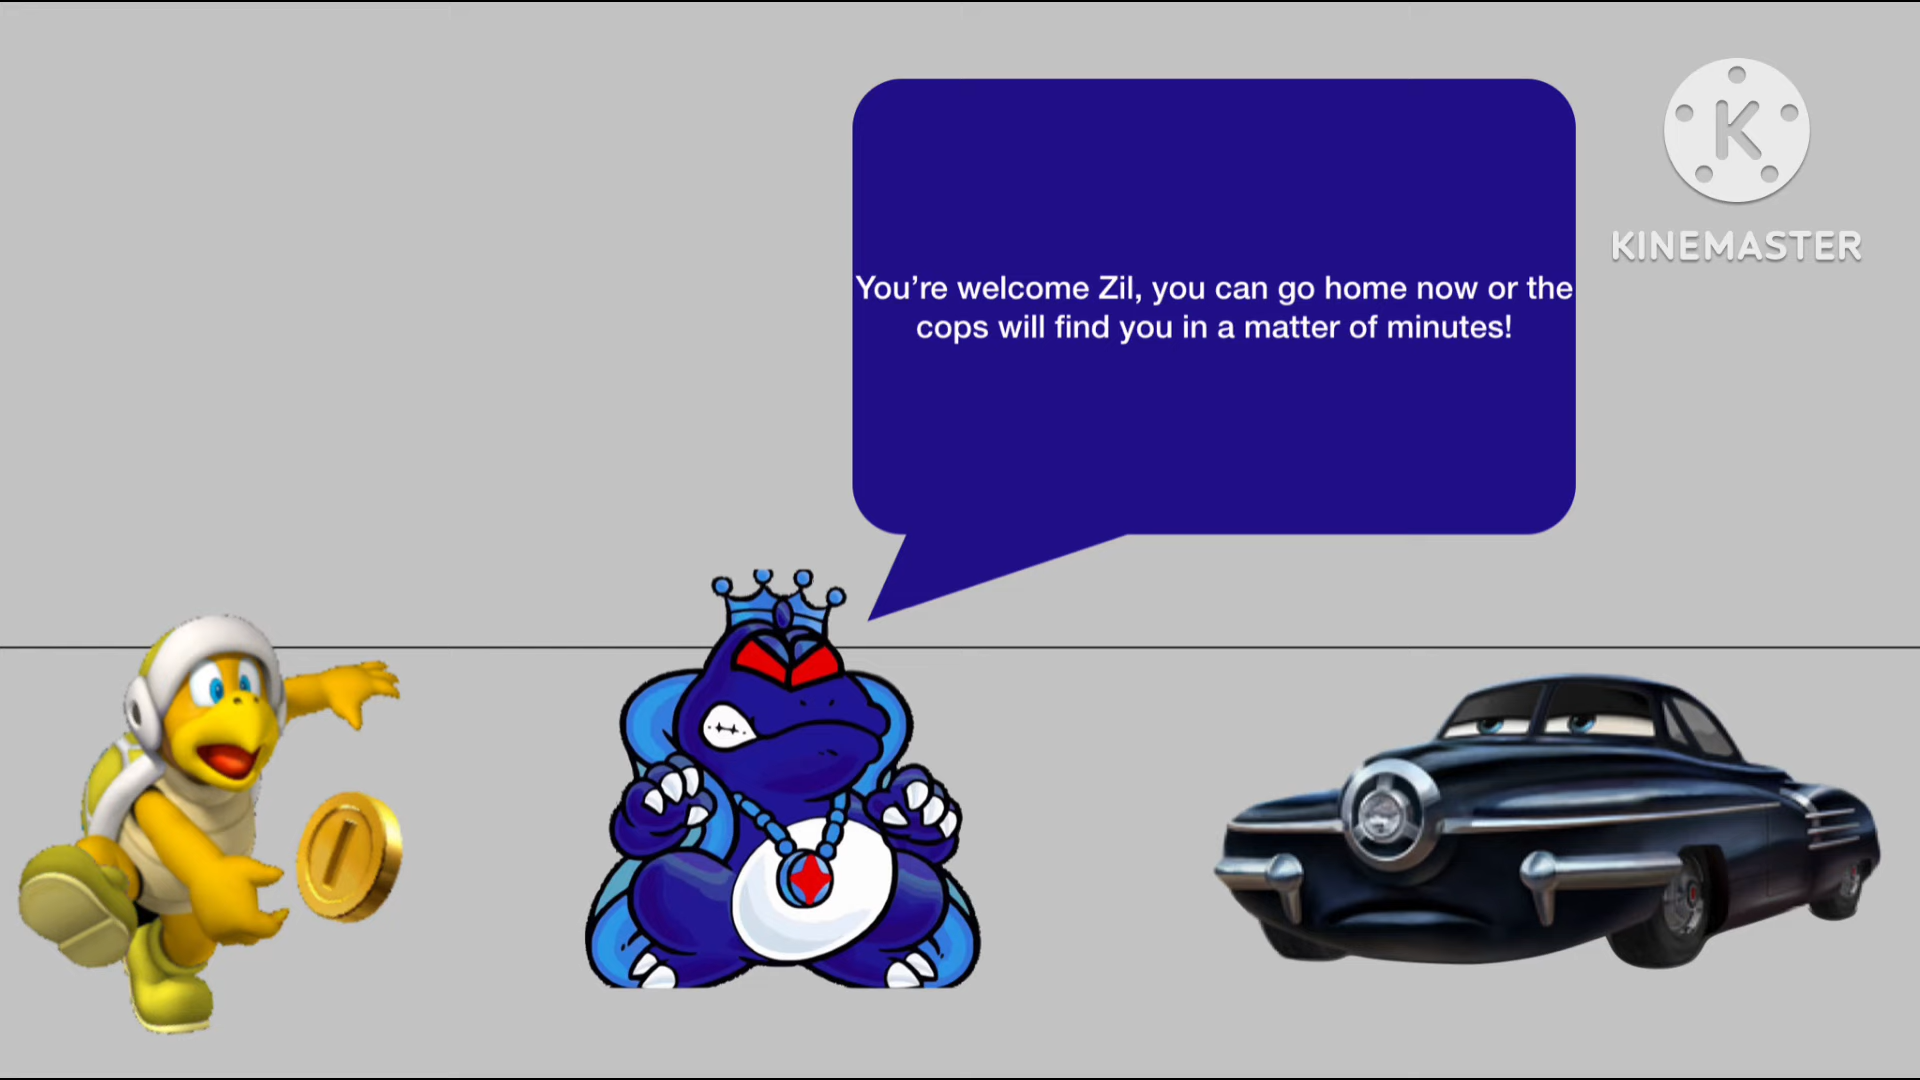 K
KINEMASTER
You’re welcome Zil, you can go home now or the
cops will find you in a matter of minutes!